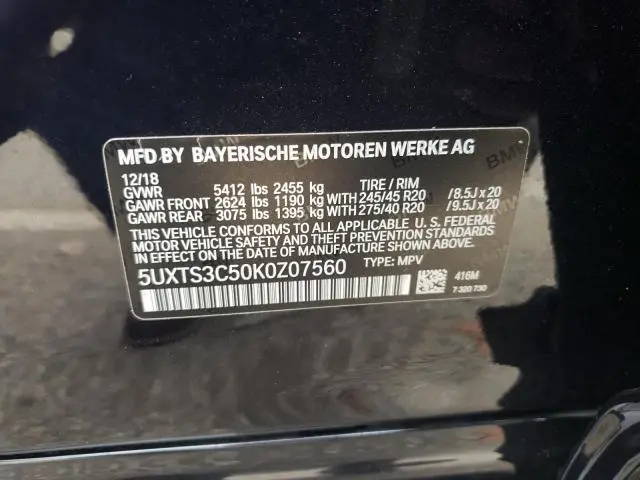 MFD BY BAYERISCHE MOTOREN WERKE AG
12/18
GVWR 5412 lbs 2455 kg TIRE / RIM
GAWR FRONT 2624 lbs 1190 kg WITH 245/45 R20 / 8.5J x 20
GAWR REAR 3075 lbs 1395 kg WITH 275/40 R20 / 9.5J x 20
THIS VEHICLE CONFORMS TO ALL APPLICABLE U. S. FEDERAL
MOTOR VEHICLE SAFETY, BUMPER, AND THEFT PREVENTION STANDARDS
IN EFFECT ON THE DATE OF MANUFACTURE SHOWN ABOVE.
5UXTS3C50K0Z07560 TYPE: MPV
416M
7 320 730